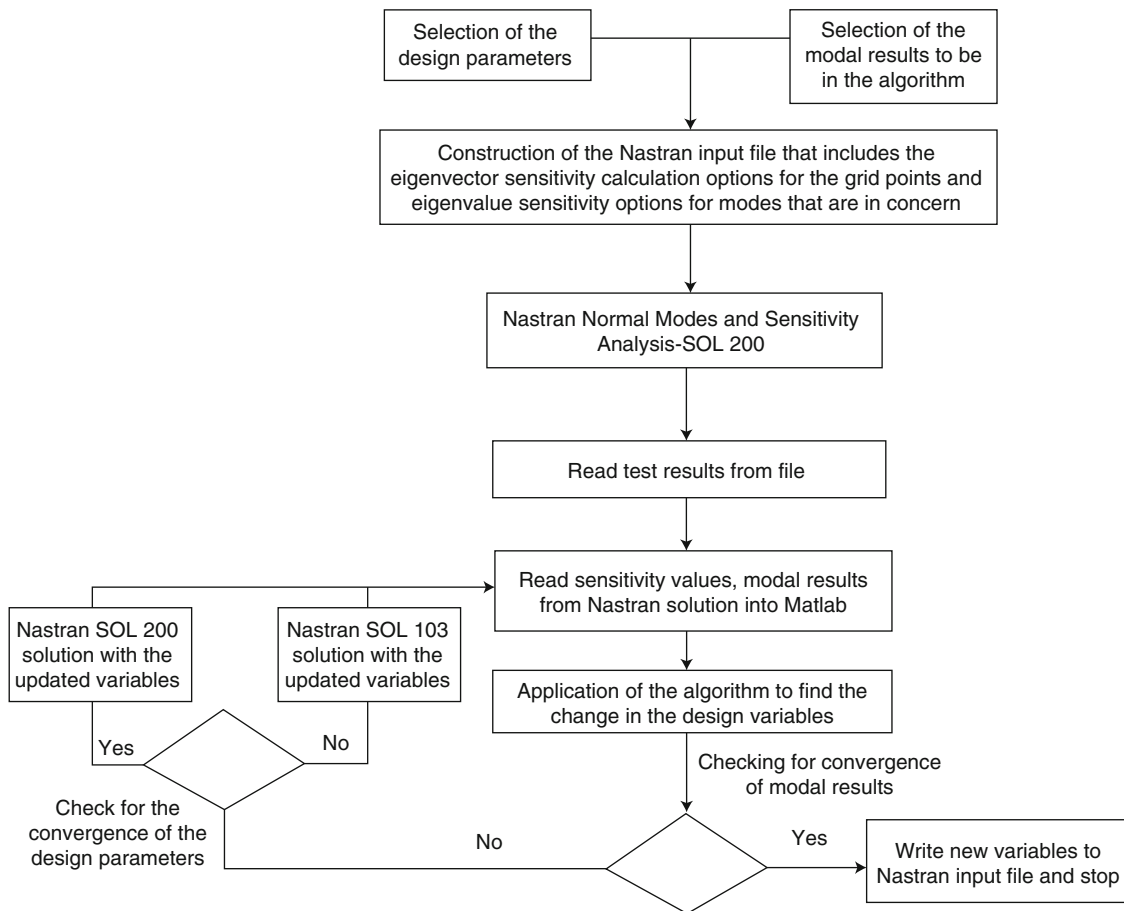 Selection of the
design parameters
Selection of the
modal results to be
in the algorithm
Construction of the Nastran input file that includes the
eigenvector sensitivity calculation options for the grid points and
eigenvalue sensitivity options for modes that are in concern
Nastran Normal Modes and Sensitivity
Analysis-SOL 200
Read test results from file
Read sensitivity values, modal results
from Nastran solution into Matlab
Nastran SOL 200
solution with the
updated variables
Nastran SOL 103
solution with the
updated variables
Application of the algorithm to find the
change in the design variables
Yes
No
Checking for convergence
of modal results
Check for the
convergence of the
design parameters
No
Yes
Write new variables to
Nastran input file and stop